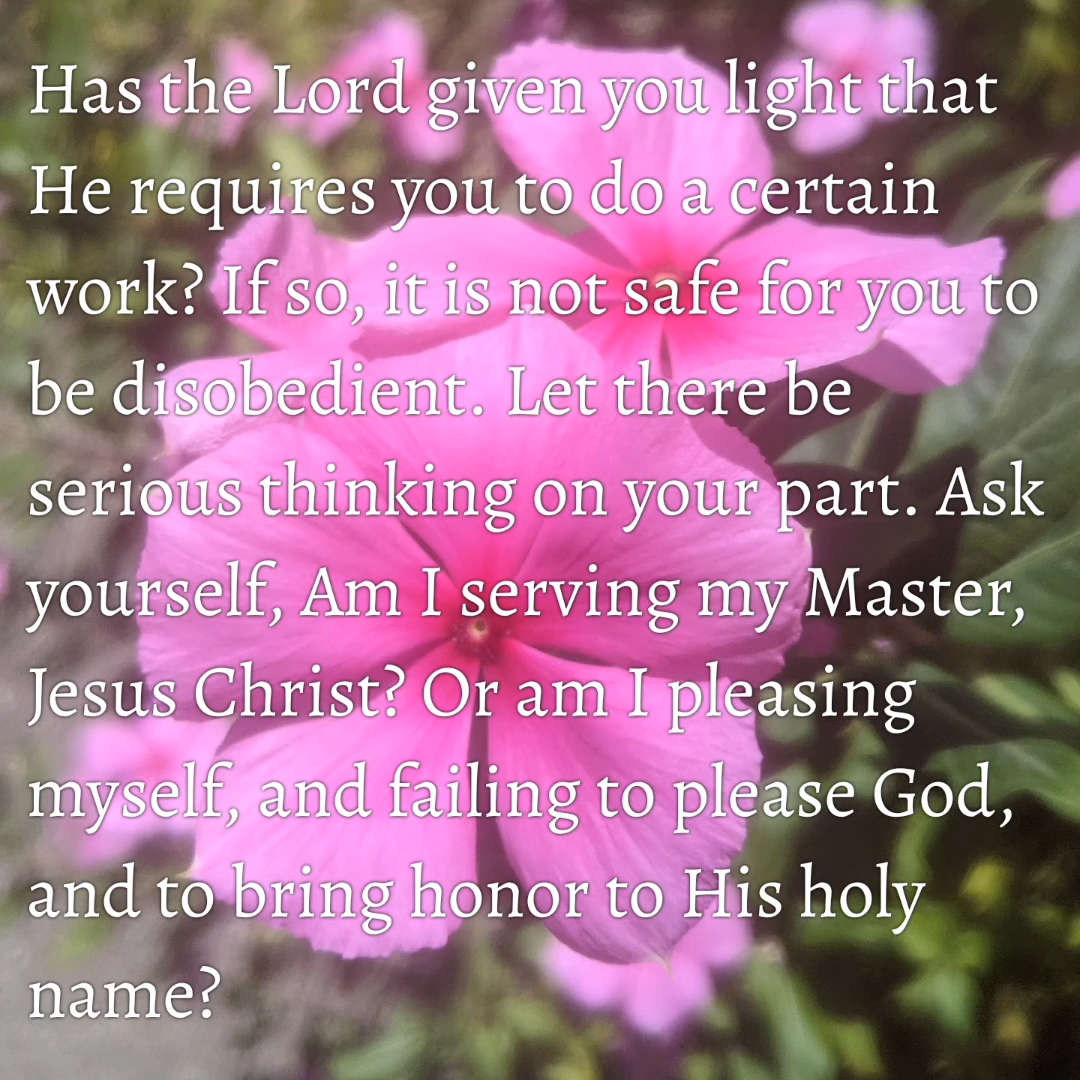 Has the Lord given you light that
He requires you to do a certain
work? If so, it is not safe for you to
be disobedient. Let there be
serious thinking on your part. Ask
yourself, Am I serving my Master,
Jesus Christ? Or am I pleasing
myself, and failing to please God,
and to bring honor to His holy
name?